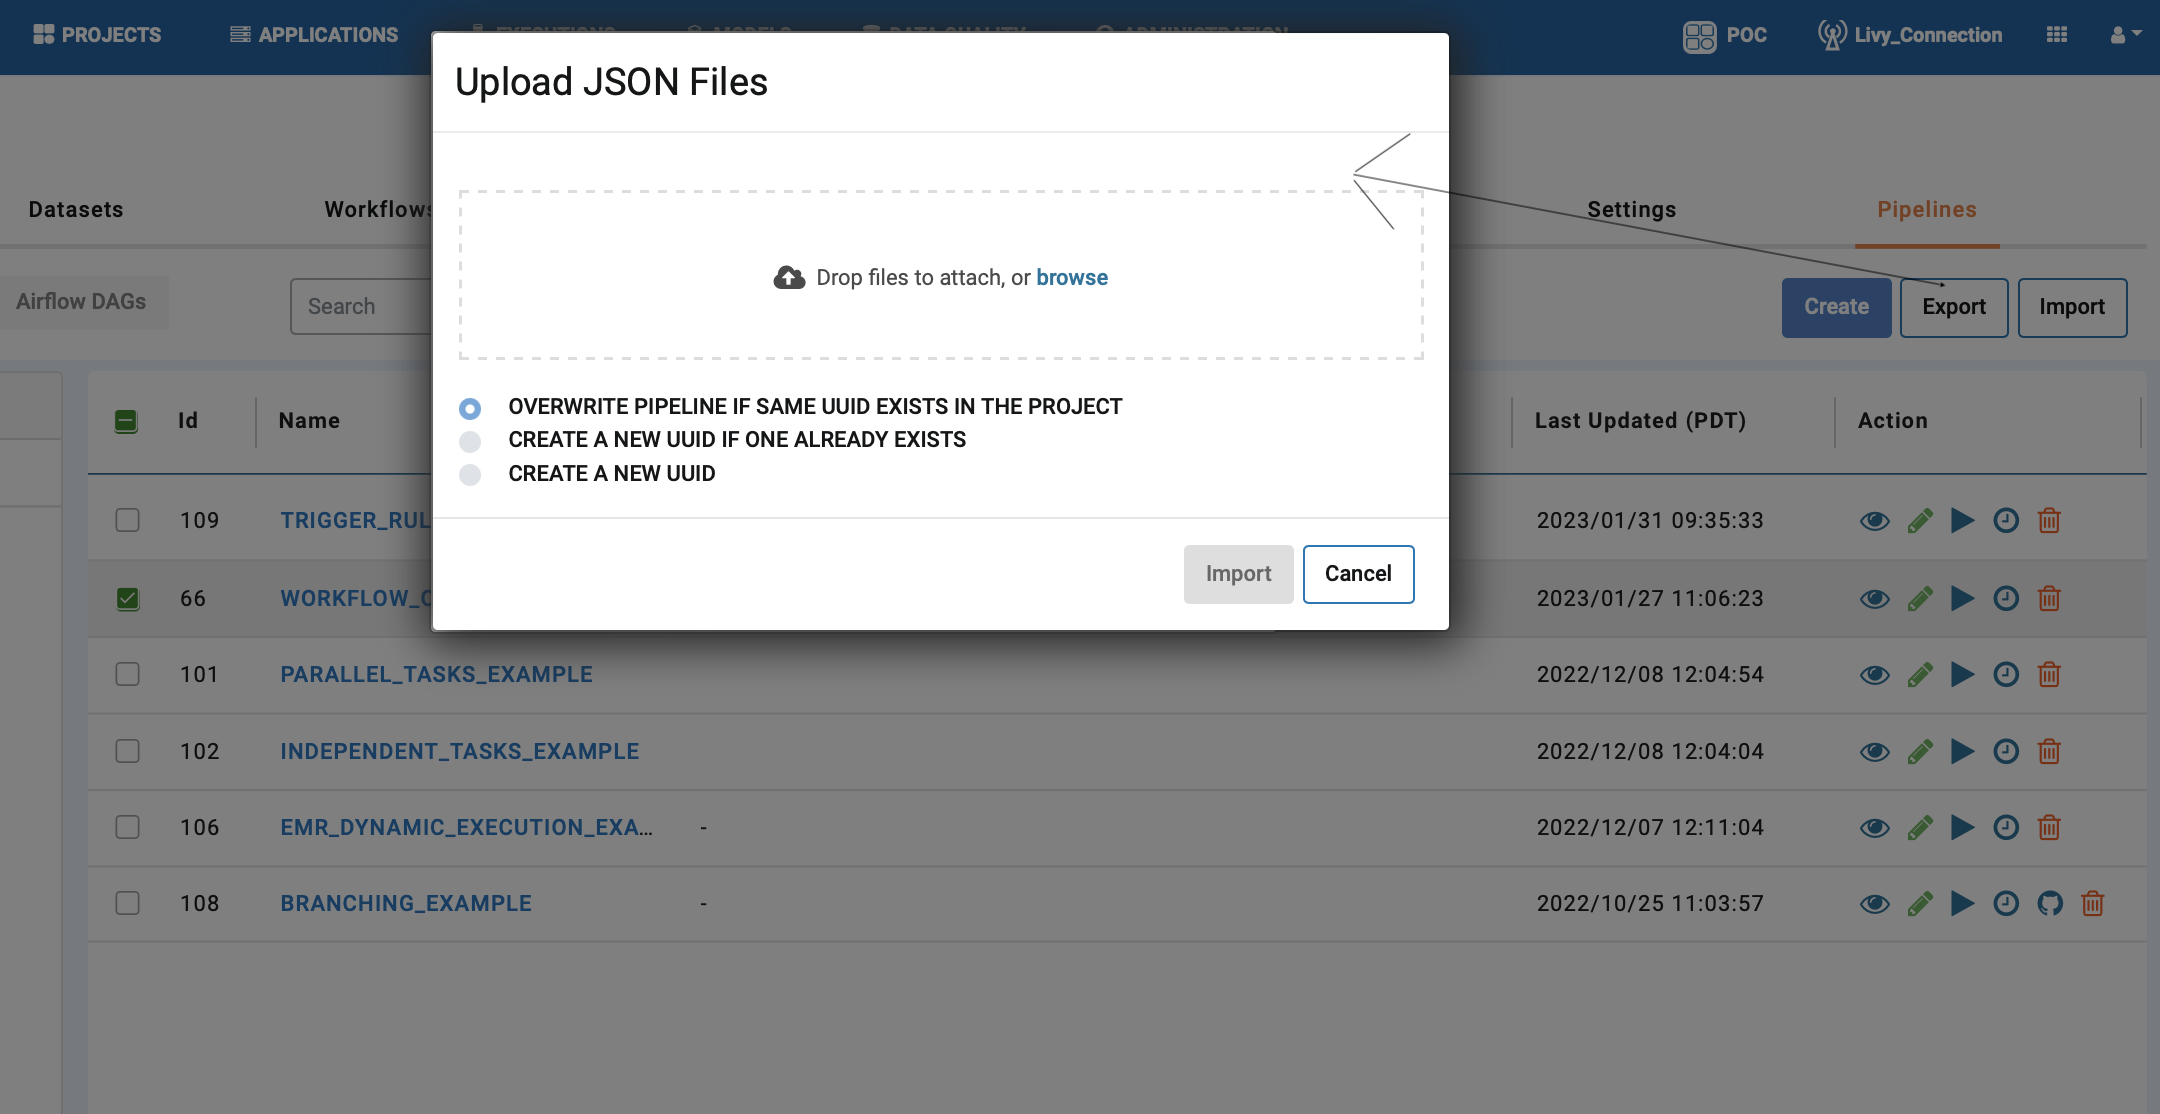 PROJECTS
APPLICATIONS
POC
Livy_Connection
Upload JSON Files
Datasets
Workflows
Settings
Pipelines
Airflow DAGs
Search
Drop files to attach, or browse
Create
Export
Import
OVERWRITE PIPELINE IF SAME UUID EXISTS IN THE PROJECT
CREATE A NEW UUID IF ONE ALREADY EXISTS
CREATE A NEW UUID
Import
Cancel
Id
Name
Last Updated (PDT)
Action
109
TRIGGER_RUL
2023/01/31 09:35:33
66
WORKFLOW_
2023/01/27 11:06:23
101
PARALLEL_TASKS_EXAMPLE
2022/12/08 12:04:54
102
INDEPENDENT_TASKS_EXAMPLE
2022/12/08 12:04:04
106
EMR_DYNAMIC_EXECUTION_EXA...
-
2022/12/07 12:11:04
108
BRANCHING_EXAMPLE
-
2022/10/25 11:03:57